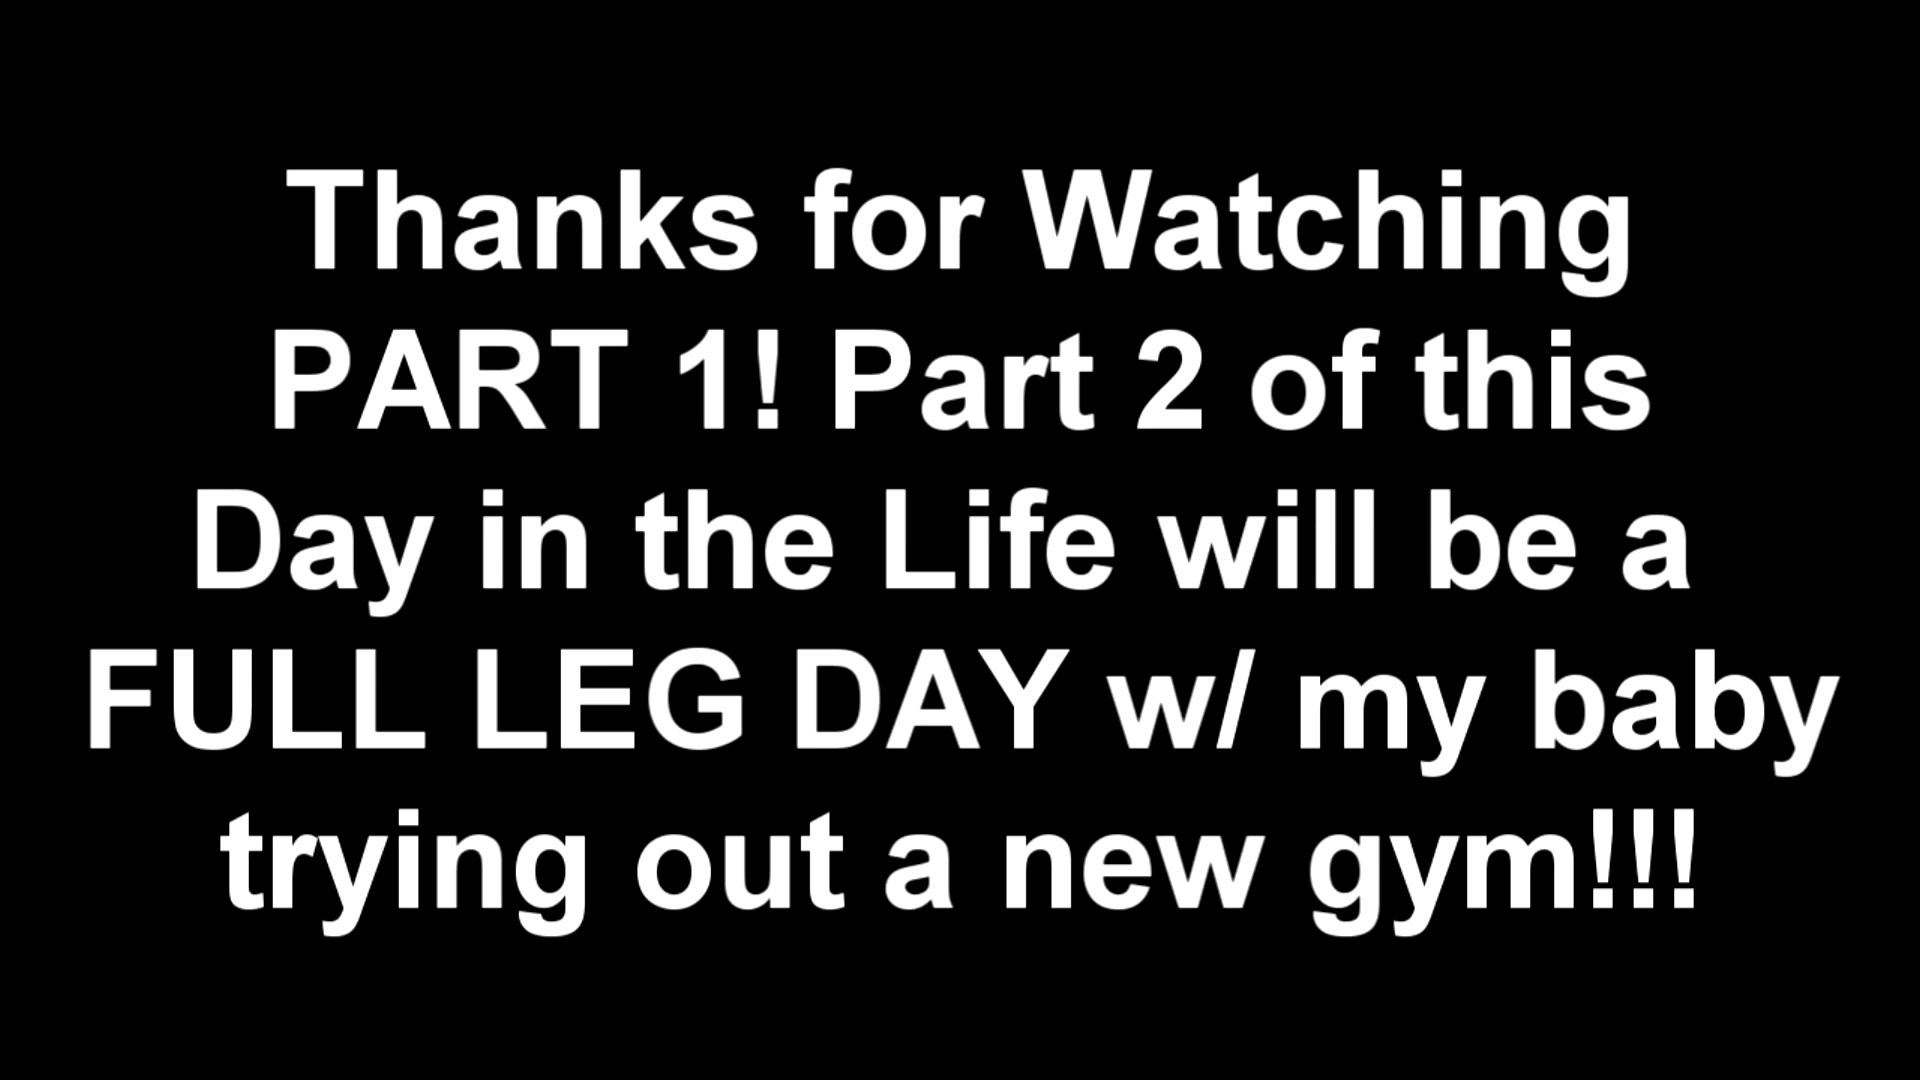 Thanks for Watching
PART 1! Part 2 of this
Day in the Life will be a
FULL LEG DAY w/ my baby
trying out a new gym!!!